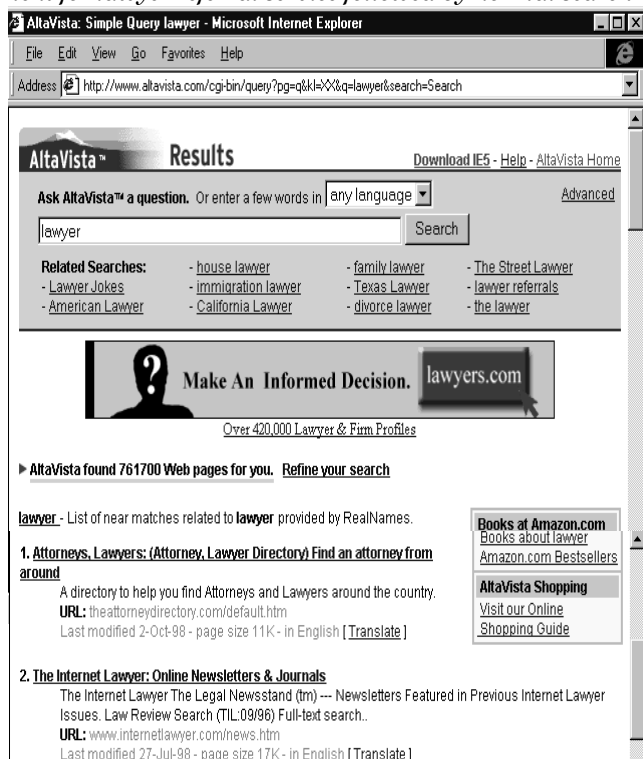 AltaVista: Simple Query lawyer - Microsoft Internet Explorer
File Edit View Go Favorites Help
Address http://www.altavista.com/cgi-bin/query?pg=q&kl=XX&q=lawyer&search=Search
AltaVista™ Results Download IE5 - Help - AltaVista Home
Ask AltaVista™ a question. Or enter a few words in any language Advanced
lawyer Search
Related Searches: - house lawyer - family lawyer - The Street Lawyer
- Lawyer Jokes - immigration lawyer - Texas Lawyer - lawyer referrals
- American Lawyer - California Lawyer - divorce lawyer - the lawyer
? Make An Informed Decision. lawyers.com
Over 420,000 Lawyer & Firm Profiles
AltaVista found 761700 Web pages for you. Refine your search
lawyer - List of near matches related to lawyer provided by RealNames.
Books at Amazon.com
Books about lawyer
Amazon.com Bestsellers
AltaVista Shopping
Visit our Online
Shopping Guide
1. Attorneys, Lawyers: (Attorney, Lawyer Directory) Find an attorney from
around
A directory to help you find Attorneys and Lawyers around the country.
URL: theattorneydirectory.com/default.htm
Last modified 2-Oct-98 - page size 11K - in English [ Translate ]
2. The Internet Lawyer: Online Newsletters & Journals
The Internet Lawyer The Legal Newsstand (tm) --- Newsletters Featured in Previous Internet Lawyer
Issues. Law Review Search (TIL:09/96) Full-text search..
URL: www.internetlawyer.com/news.htm
Last modified 27-Jul-98 - page size 17K - in English [ Translate ]